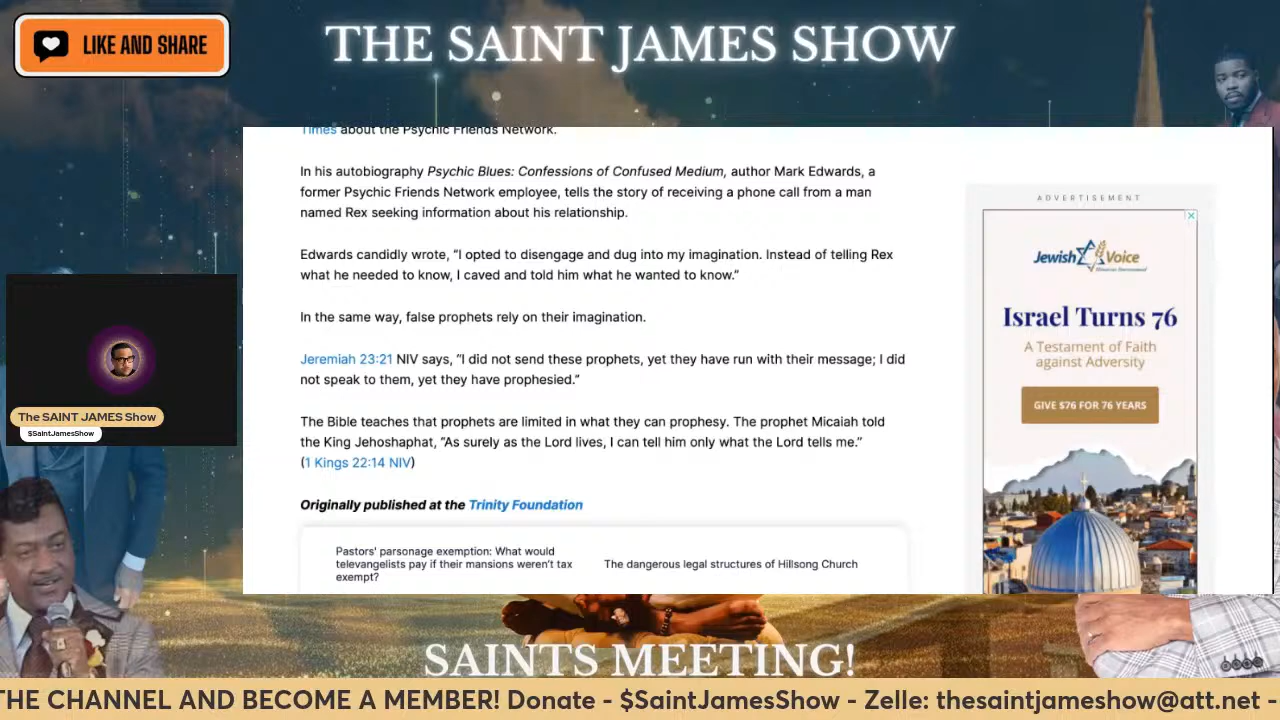 LIKE AND SHARE
THE SAINT JAMES SHOW
Times about the Psychic Friends Network.
In his autobiography Psychic Blues: Confessions of Confused Medium, author Mark Edwards, a
former Psychic Friends Network employee, tells the story of receiving a phone call from a man
named Rex seeking information about his relationship.
Edwards candidly wrote, “I opted to disengage and dug into my imagination. Instead of telling Rex
what he needed to know, I caved and told him what he wanted to know.”
In the same way, false prophets rely on their imagination.
Jeremiah 23:21 NIV says, “I did not send these prophets, yet they have run with their message; I did
not speak to them, yet they have prophesied.”
The Bible teaches that prophets are limited in what they can prophesy. The prophet Micaiah told
the King Jehoshaphat, “As surely as the Lord lives, I can tell him only what the Lord tells me.”
(1 Kings 22:14 NIV)
Originally published at the Trinity Foundation
Pastors' parsonage exemption: What would
televangelists pay if their mansions weren't tax
exempt?
The dangerous legal structures of Hillsong Church
ADVERTISEMENT
Jewish Voice
Ministries International
Israel Turns 76
A Testament of Faith
against Adversity
GIVE $76 FOR 76 YEARS
The SAINT JAMES Show
$SaintJamesShow
SAINTS MEETING!
THE CHANNEL AND BECOME A MEMBER! Donate - $SaintJamesShow - Zelle: thesaintjameshow@att.net -